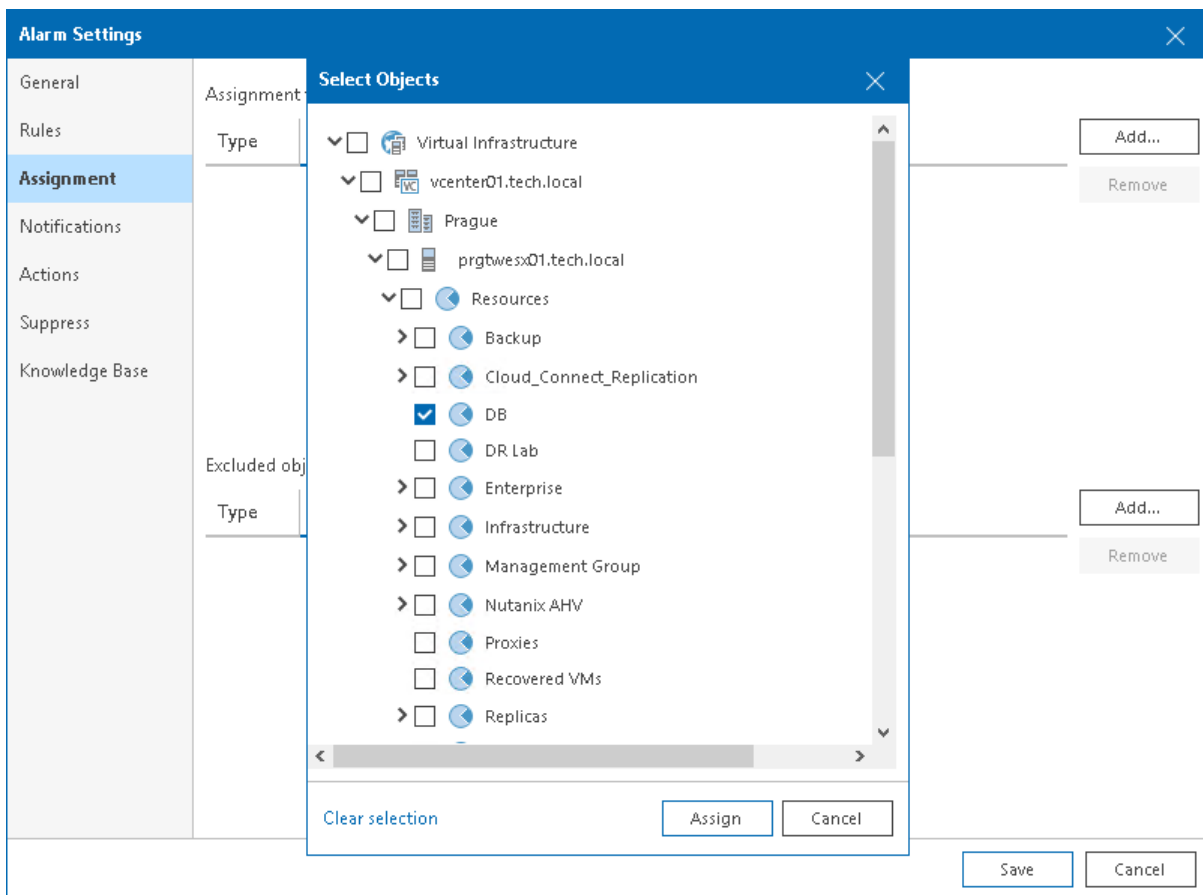 Alarm Settings
General
Rules
Assignment
Notifications
Actions
Suppress
Knowledge Base
Assignment
Type
Add...
Remove
Excluded obj
Type
Add...
Remove
Select Objects
Virtual Infrastructure
VC vcenter01.tech.local
Prague
prgtwesx01.tech.local
Resources
Backup
Cloud_Connect_Replication
DB
DR Lab
Enterprise
Infrastructure
Management Group
Nutanix AHV
Proxies
Recovered VMs
Replicas
Clear selection
Assign
Cancel
Save
Cancel